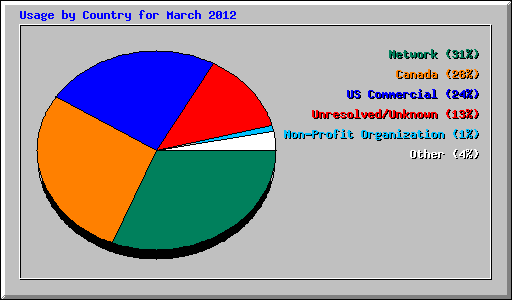 Usage by Country for March 2012
Network (31%)
Canada (28%)
US Commercial (24%)
Unresolved/Unknown (13%)
Non-Profit Organization (1%)
Other (4%)